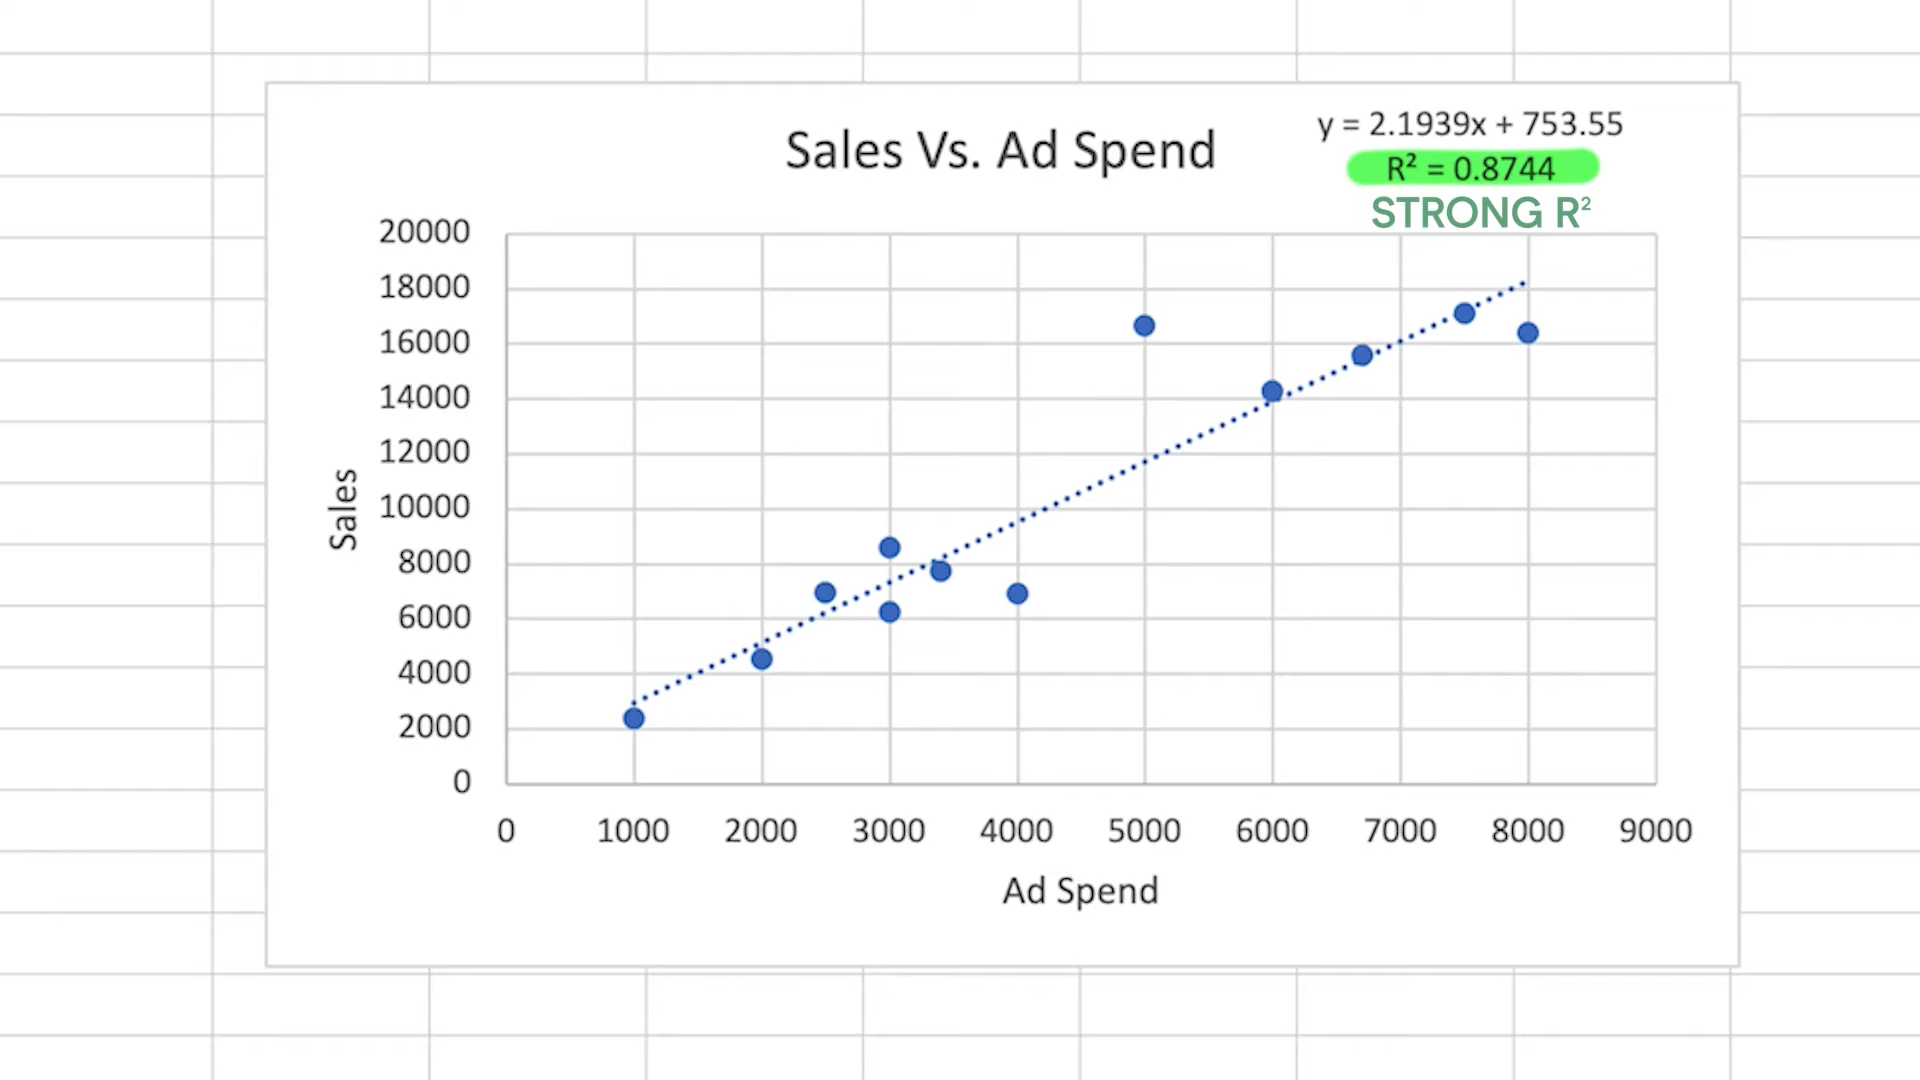 Sales Vs. Ad Spend
y = 2.1939x + 753.55
R² = 0.8744
STRONG R²
20000
18000
16000
14000
12000
10000
8000
6000
4000
2000
0
Sales
0 1000 2000 3000 4000 5000 6000 7000 8000 9000
Ad Spend